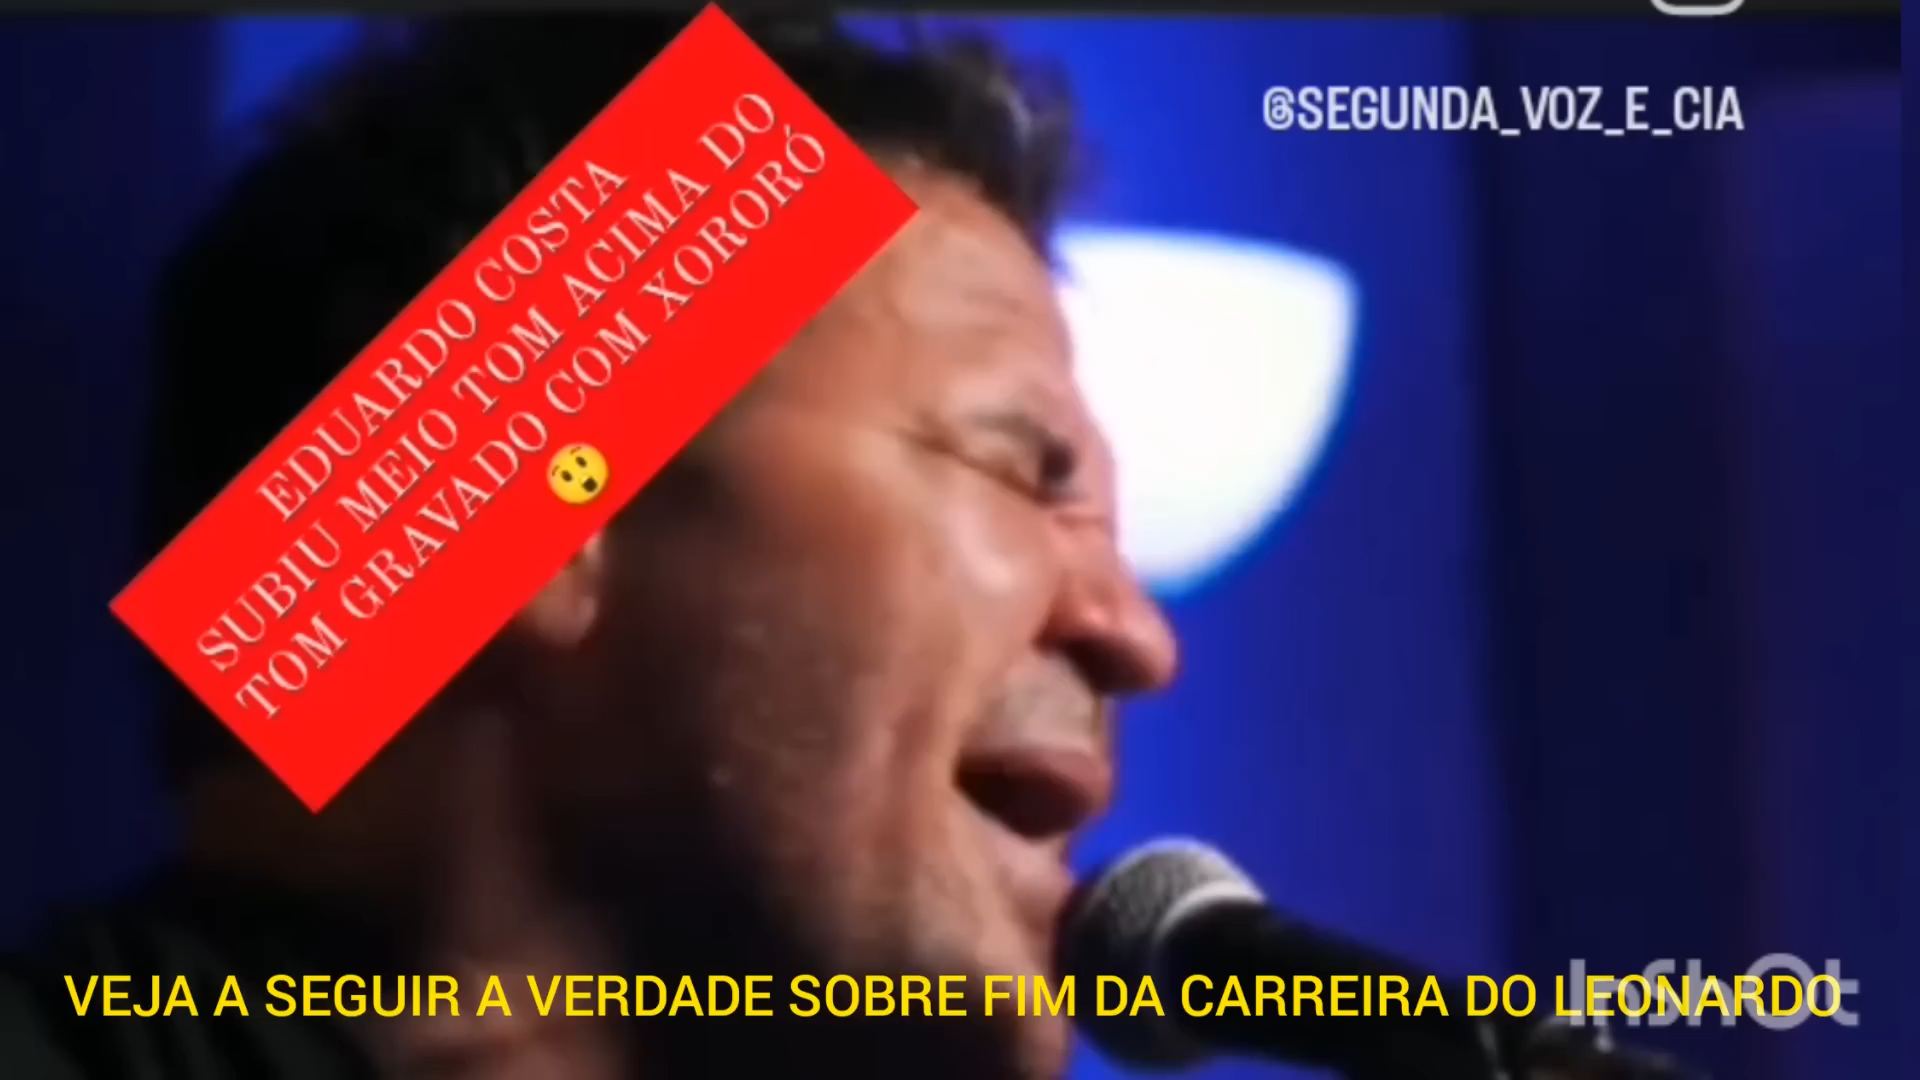 @SEGUNDA_VOZ_E_CIA
EDUARDO COSTA
SUBIU MEIO TOM ACIMA DO
TOM GRAVADO COM XORORÓ
😲
VEJA A SEGUIR A VERDADE SOBRE FIM DA CARREIRA DO LEONARDO
InShot